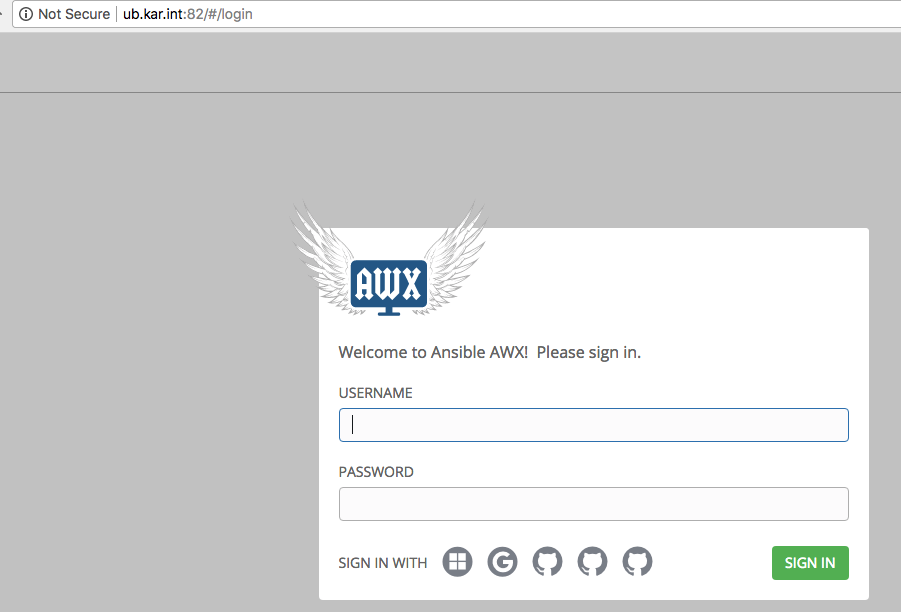 Not Secure ub.kar.int:82/#/login
AWX
Welcome to Ansible AWX! Please sign in.
USERNAME
PASSWORD
SIGN IN WITH G SIGN IN